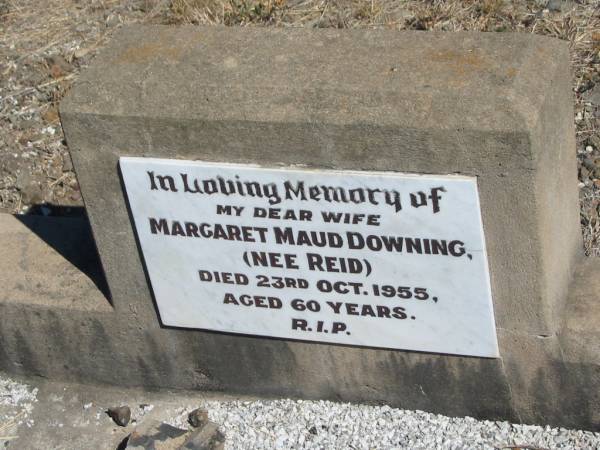 In Loving Memory of
MY DEAR WIFE
MARGARET MAUD DOWNING,
(NEE REID)
DIED 23RD OCT. 1955,
AGED 60 YEARS.
R.I.P.